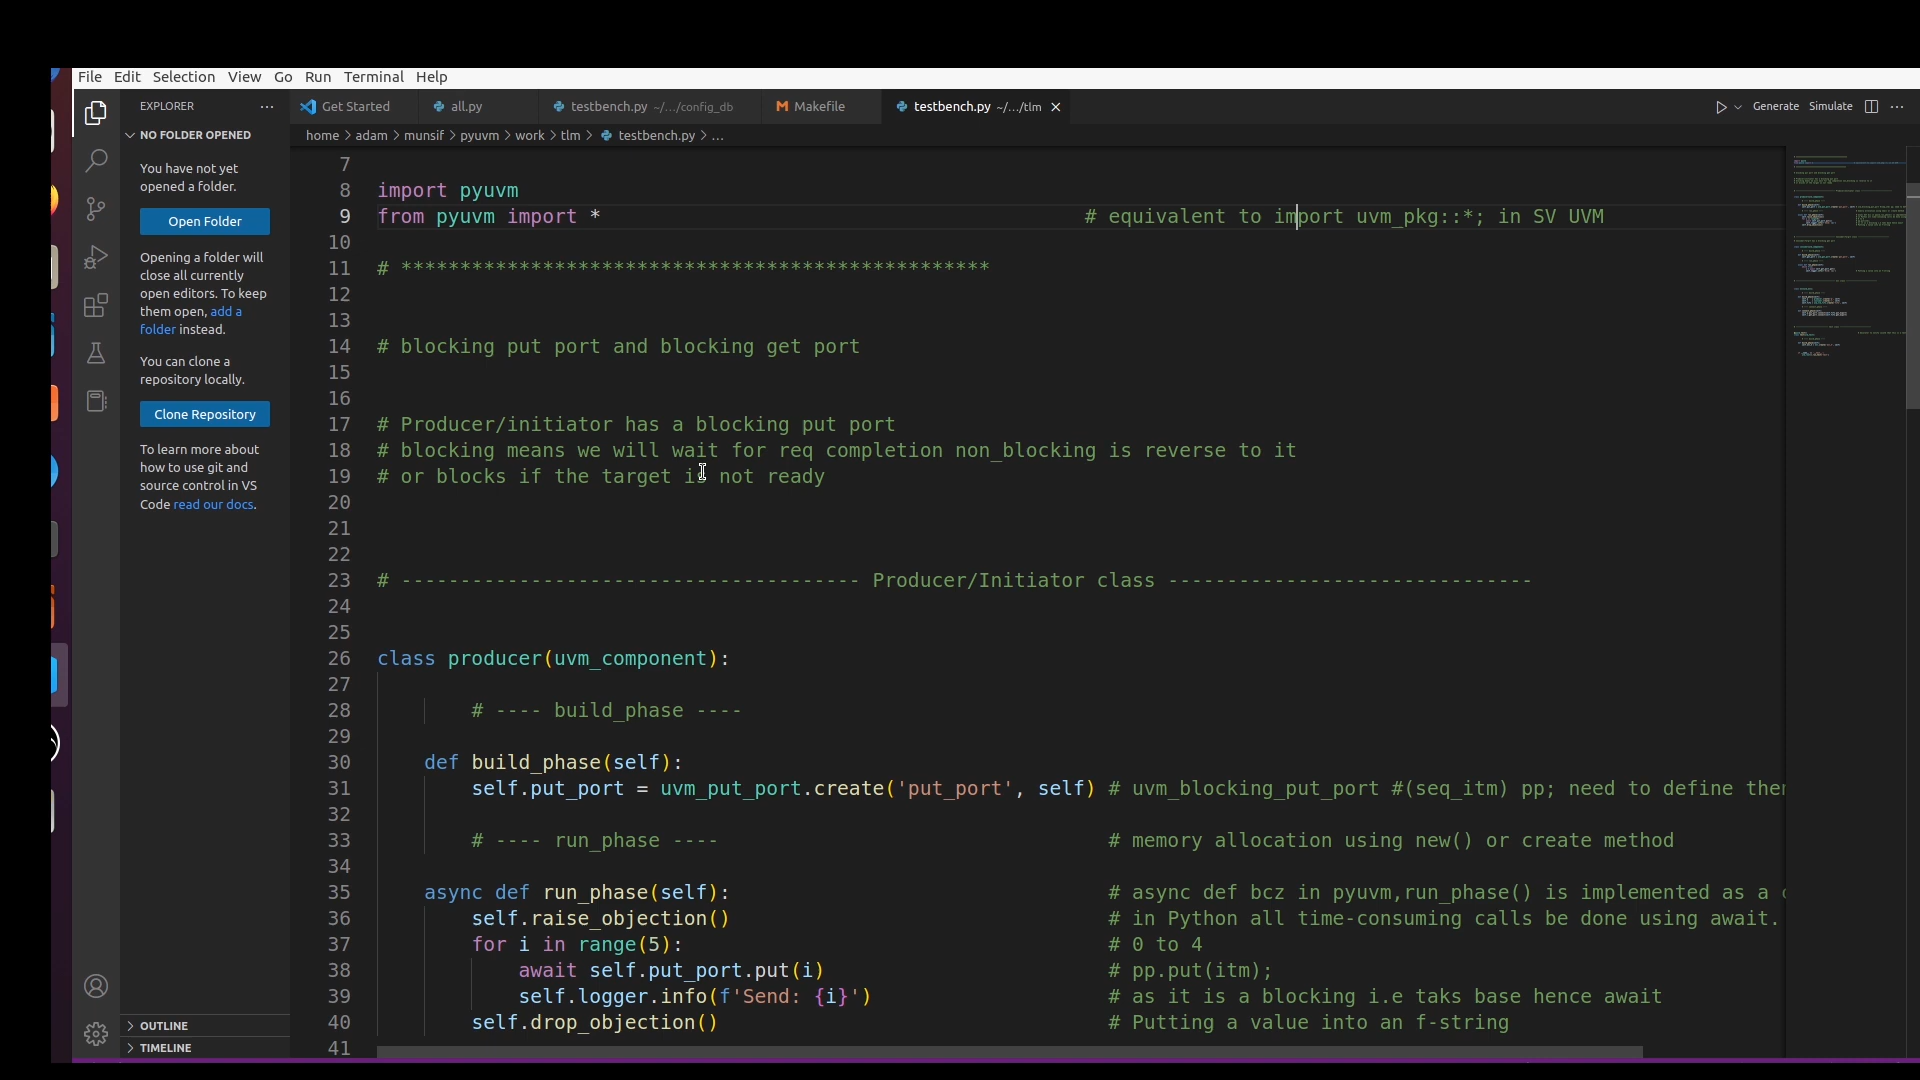 File Edit Selection View Go Run Terminal Help
EXPLORER ...
Get Started all.py testbench.py ~/.../config_db Makefile testbench.py ~/.../tlm
Generate Simulate ...
NO FOLDER OPENED
home > adam > munsif > pyuvm > work > tlm > testbench.py > ...
You have not yet
opened a folder.
Open Folder
Opening a folder will
close all currently
open editors. To keep
them open, add a
folder instead.
You can clone a
repository locally.
Clone Repository
To learn more about
how to use git and
source control in VS
Code read our docs.
OUTLINE
TIMELINE
7
8 import pyuvm
9 from pyuvm import * # equivalent to import uvm_pkg::*; in SV UVM
10
11 # **************************************************
12
13
14 # blocking put port and blocking get port
15
16
17 # Producer/initiator has a blocking put port
18 # blocking means we will wait for req completion non_blocking is reverse to it
19 # or blocks if the target is not ready
20
21
22
23 # --------------------------------------- Producer/Initiator class -------------------------------
24
25
26 class producer(uvm_component):
27
28 # ---- build_phase ----
29
30 def build_phase(self):
31 self.put_port = uvm_put_port.create('put_port', self) # uvm_blocking_put_port #(seq_itm) pp; need to define
32
33 # ---- run_phase ---- # memory allocation using new() or create method
34
35 async def run_phase(self): # async def bcz in pyuvm,run_phase() is implemented as a
36 self.raise_objection() # in Python all time-consuming calls be done using await.
37 for i in range(5): # 0 to 4
38 await self.put_port.put(i) # pp.put(itm);
39 self.logger.info(f'Send: {i}') # as it is a blocking i.e taks base hence await
40 self.drop_objection() # Putting a value into an f-string
41